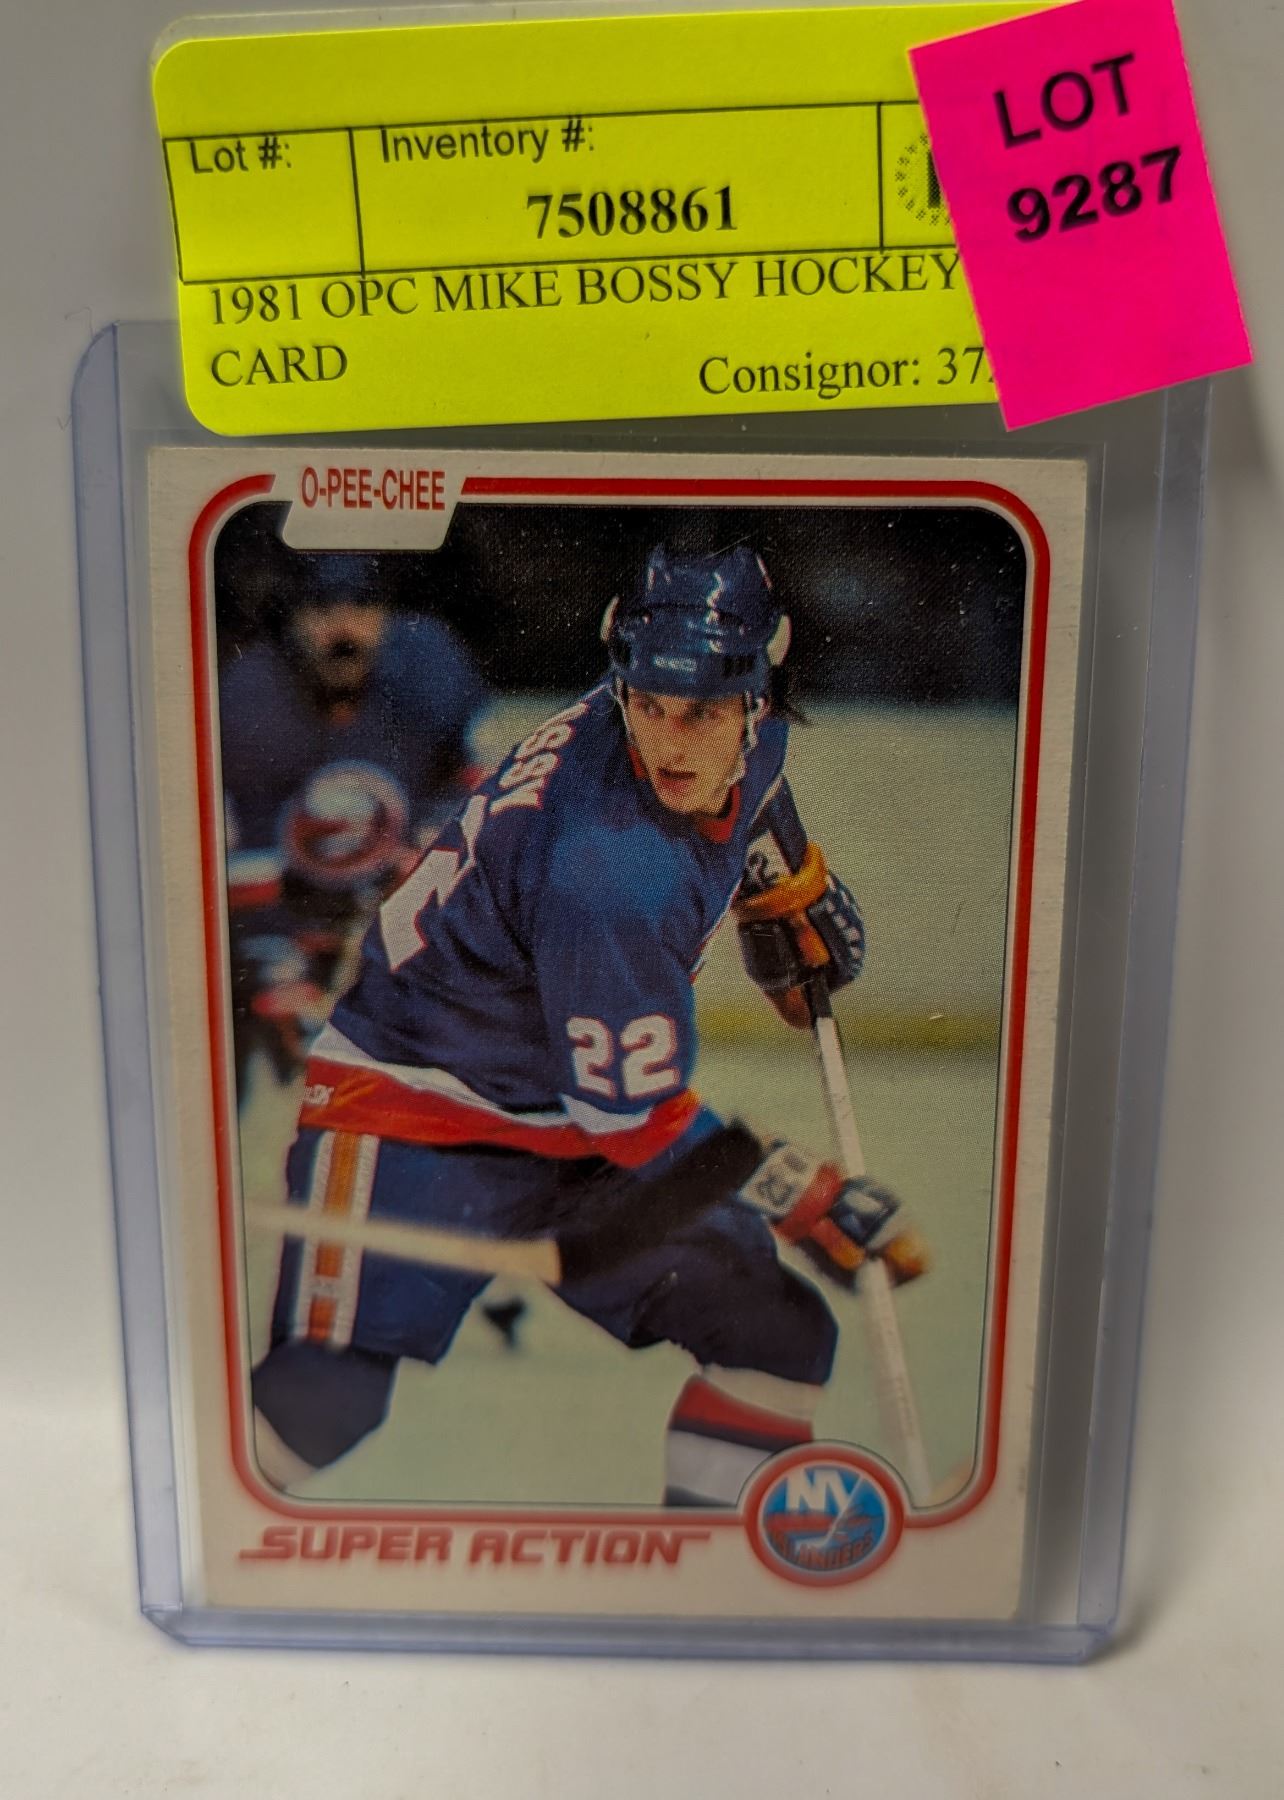 Lot #:
Inventory #:
7508861
LOT
9287
1981 OPC MIKE BOSSY HOCKEY
CARD
Consignor: 37
O-PEE-CHEE
22
22
SUPER ACTION
NY
ISLANDERS